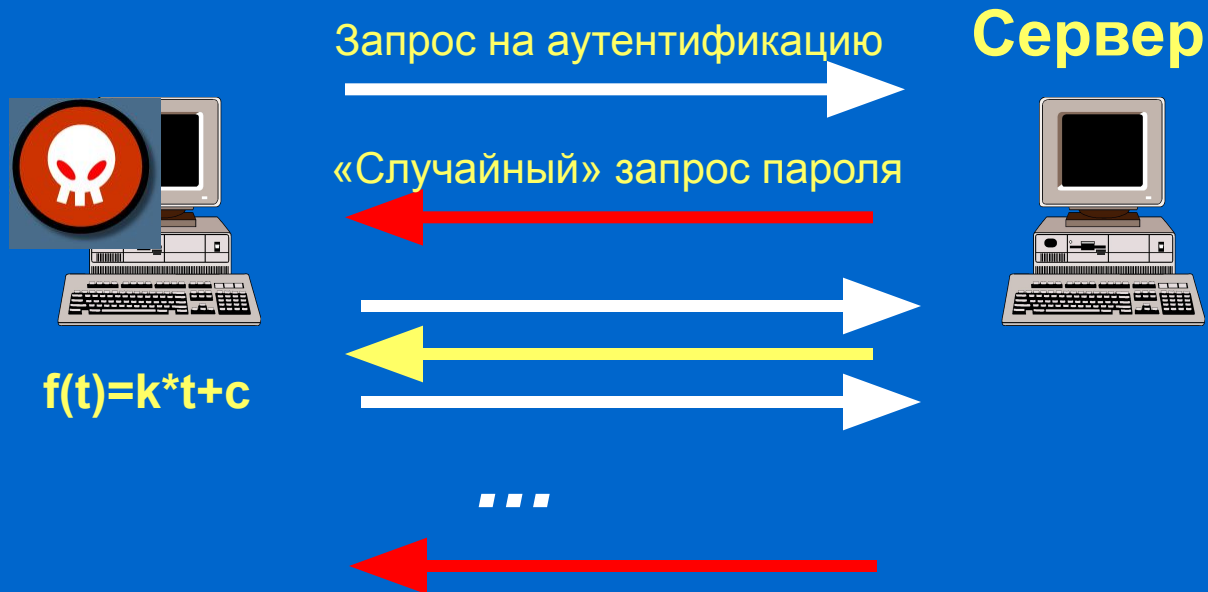 Запрос на аутентификацию
Сервер
«Случайный» запрос пароля
f(t)=k*t+c
...